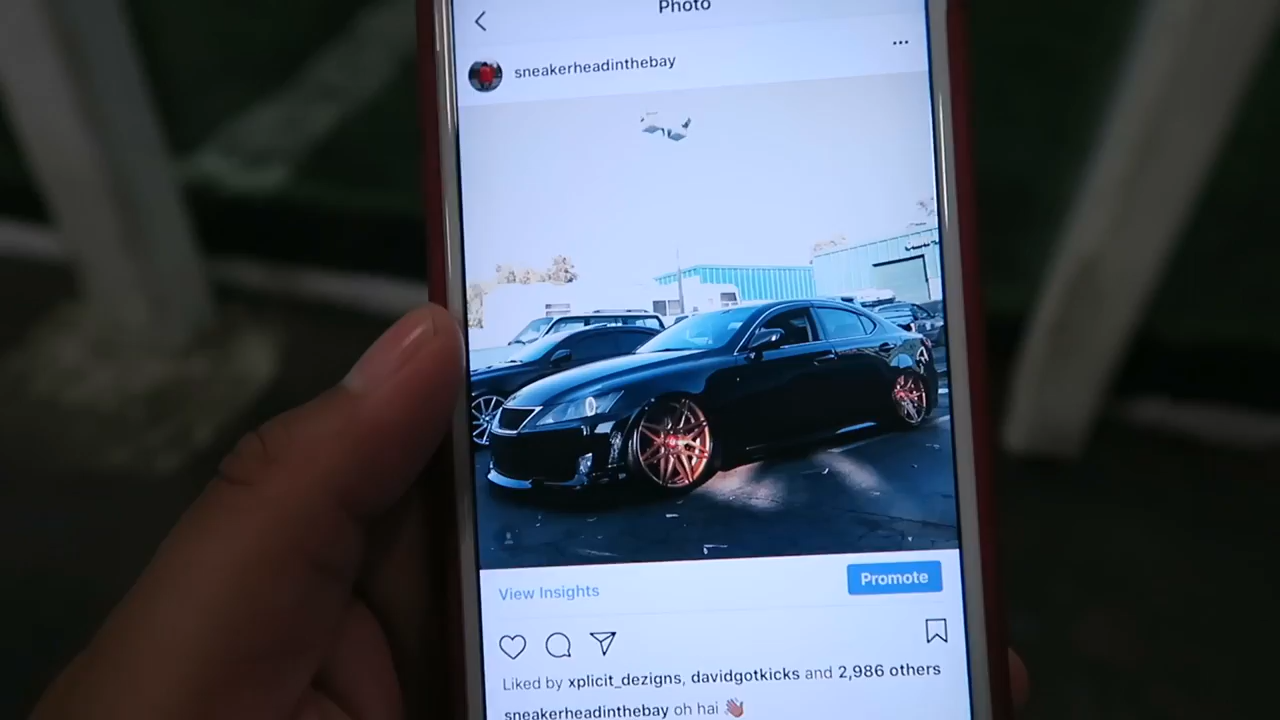 Photo
sneakerheadinthebay
View Insights
Promote
Liked by xplicit_dezigns, davidgotkicks and 2,986 others
sneakerheadinthebay oh hai 👋🏽